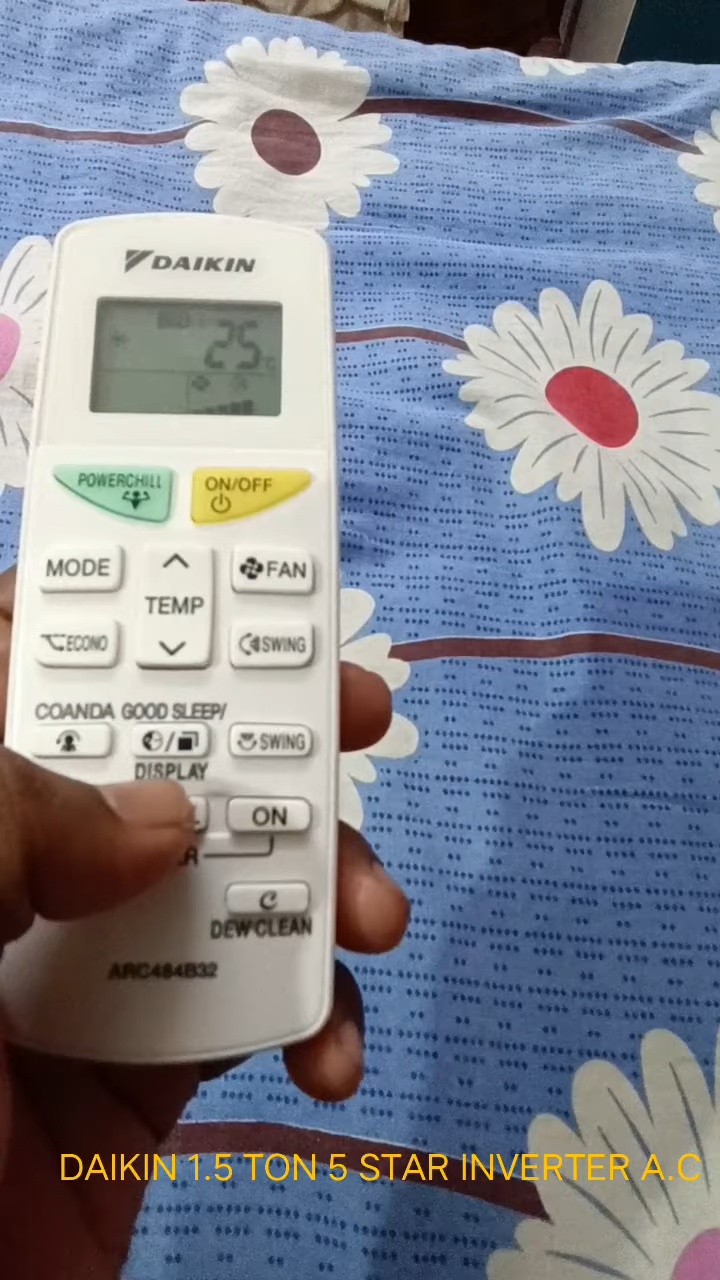 DAIKIN
25
POWERCHILL
ON/OFF
MODE
TEMP
FAN
ECONO
SWING
COANDA GOOD SLEEP/
/
SWING
DISPLAY
ON
DEW CLEAN
ARC484B32
DAIKIN 1.5 TON 5 STAR INVERTER A.C